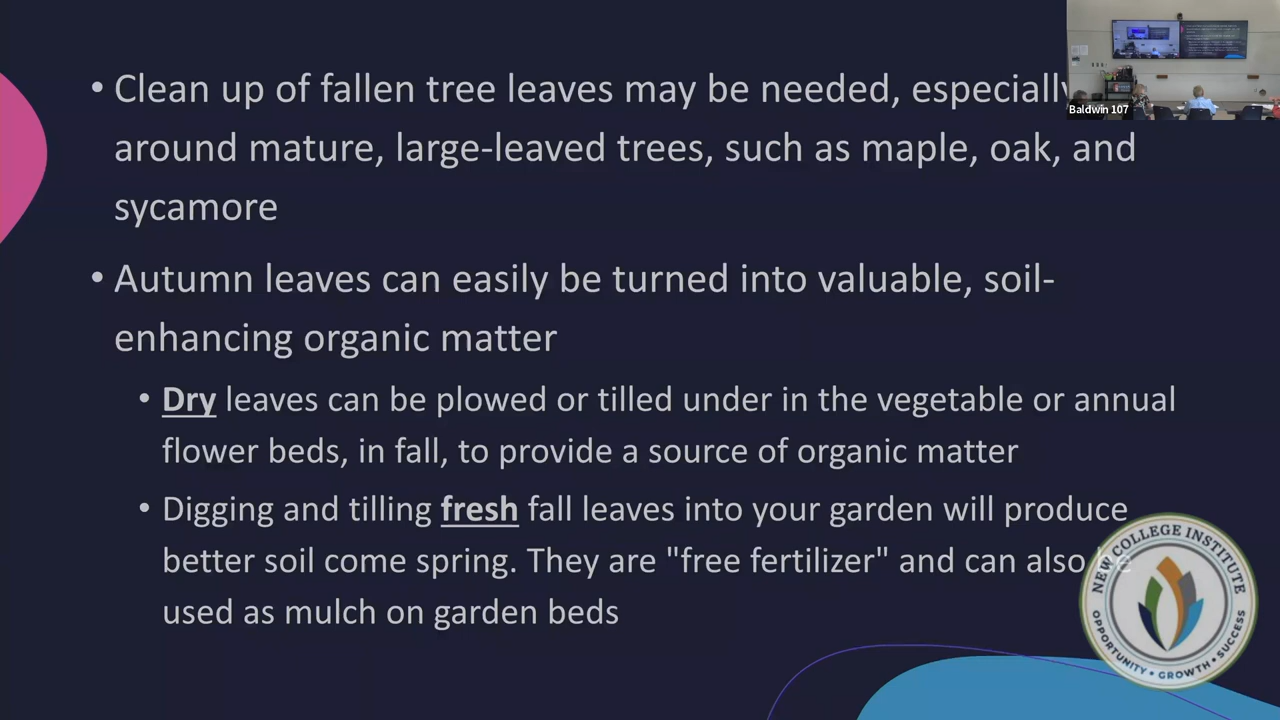 • Clean up of fallen tree leaves may be needed, especially
around mature, large-leaved trees, such as maple, oak, and
sycamore
• Autumn leaves can easily be turned into valuable, soil-
enhancing organic matter
• Dry leaves can be plowed or tilled under in the vegetable or annual
flower beds, in fall, to provide a source of organic matter
• Digging and tilling fresh fall leaves into your garden will produce
better soil come spring. They are "free fertilizer" and can also be
used as mulch on garden beds
Baldwin 107
NEW COLLEGE INSTITUTE
OPPORTUNITY • GROWTH • SUCCESS